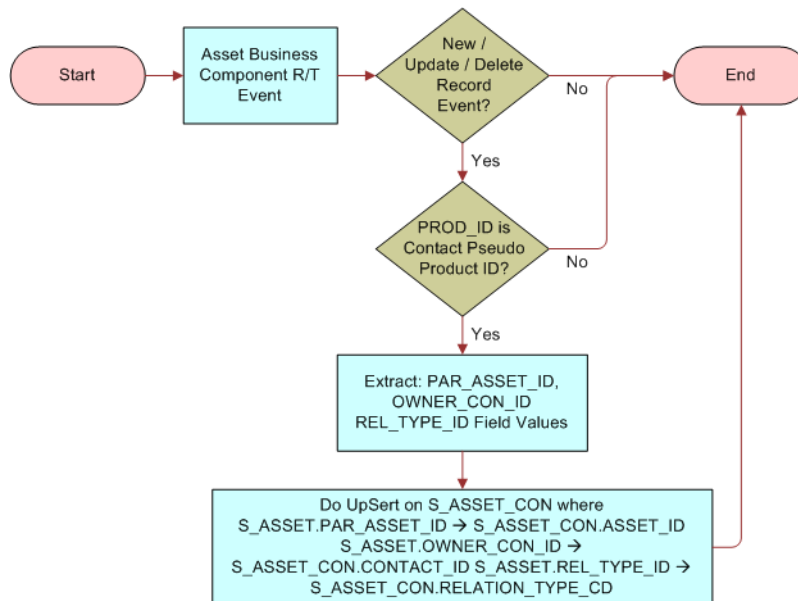 Start
Asset Business
Component R/T
Event
New /
Update / Delete
Record
Event?
No
End
Yes
PROD_ID is
Contact Pseudo
Product ID?
No
Yes
Extract: PAR_ASSET_ID,
OWNER_CON_ID
REL_TYPE_ID Field Values
Do UpSert on S_ASSET_CON where
S_ASSET.PAR_ASSET_ID → S_ASSET_CON.ASSET_ID
S_ASSET.OWNER_CON_ID →
S_ASSET_CON.CONTACT_ID S_ASSET.REL_TYPE_ID →
S_ASSET_CON.RELATION_TYPE_CD